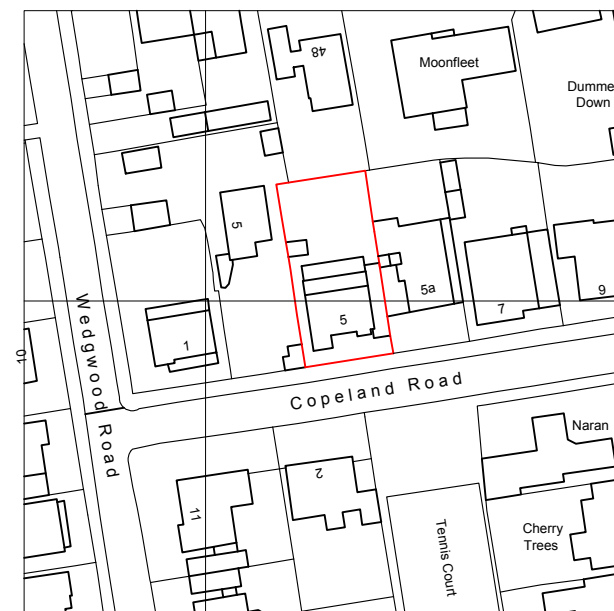 48
Moonfleet
Dumme
Down
5
5
5a
7
9
1
10
Wedgwood Road
Copeland Road
2
11
Naran
Cherry
Trees
Tennis Court